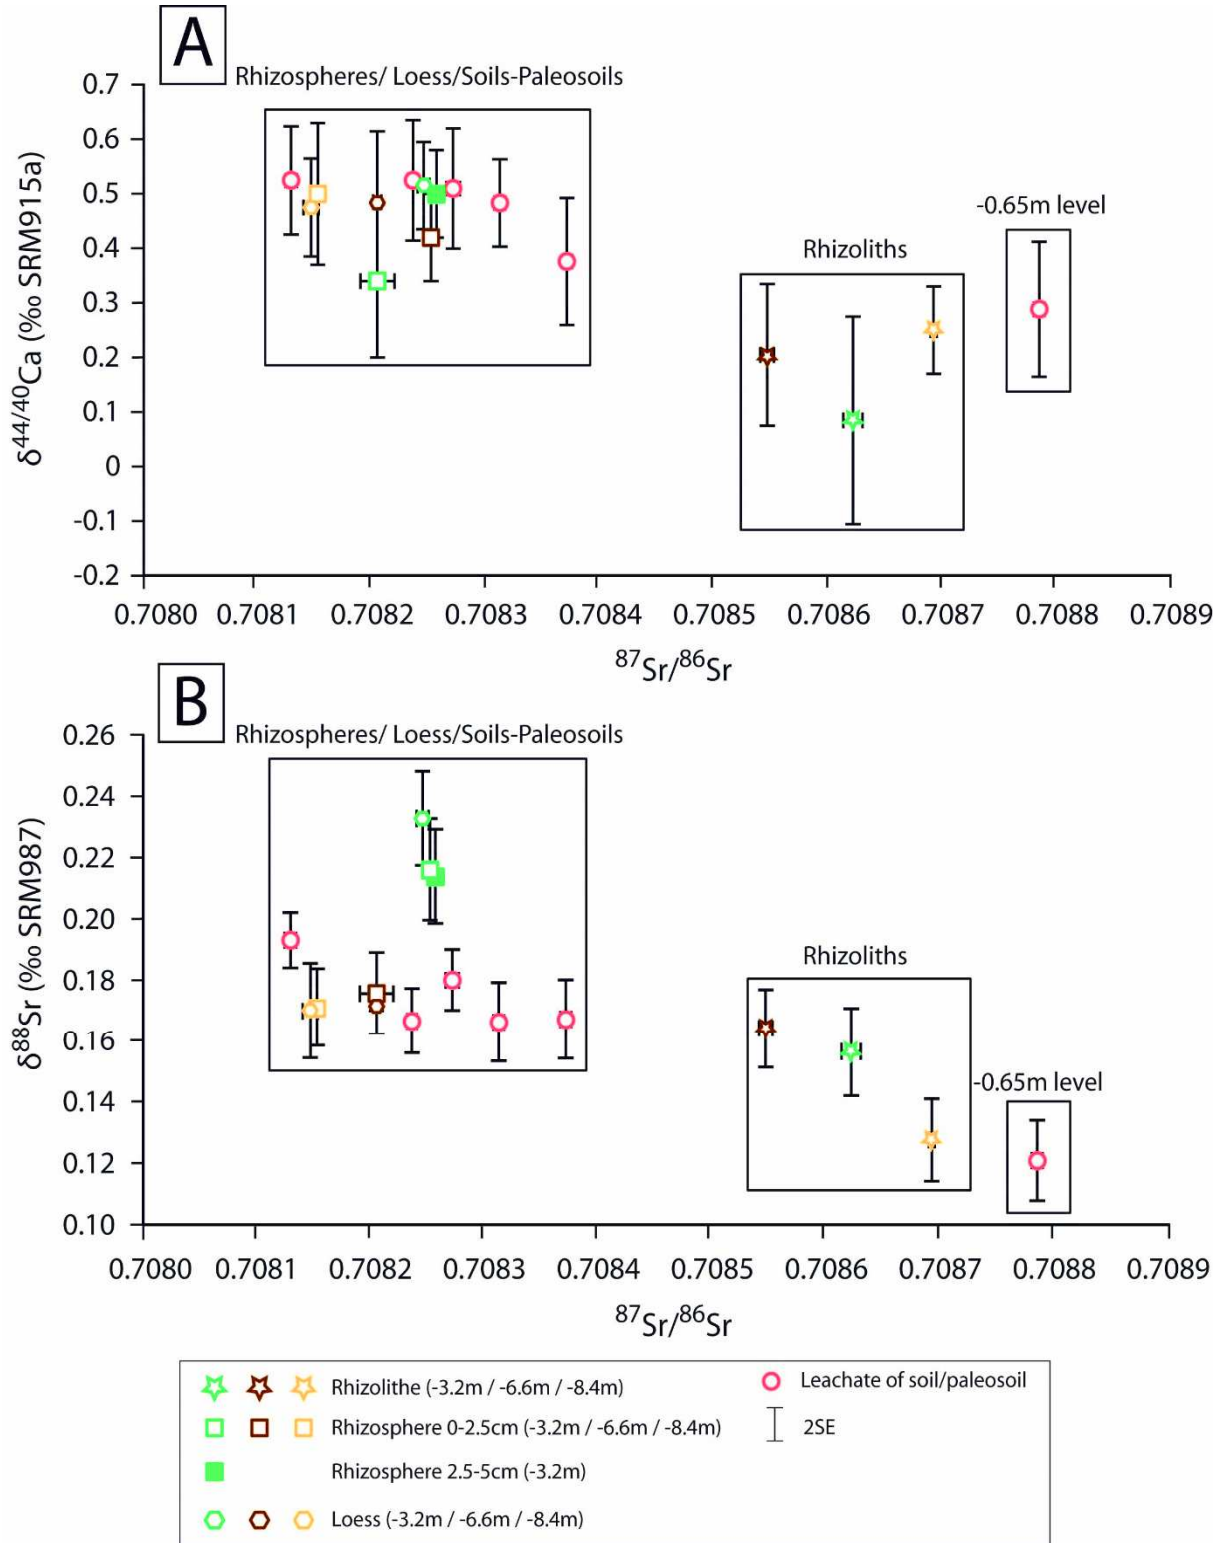 A
Rhizospheres/ Loess/Soils-Paleosoils
0.7
0.6
0.5
0.4
0.3
0.2
0.1
0
-0.1
-0.2
δ44/40Ca (‰ SRM915a)
-0.65m level
Rhizoliths
0.7080 0.7081 0.7082 0.7083 0.7084 0.7085 0.7086 0.7087 0.7088 0.7089
87Sr/86Sr
B
Rhizospheres/ Loess/Soils-Paleosoils
0.26
0.24
0.22
0.20
0.18
0.16
0.14
0.12
0.10
δ88Sr (‰ SRM987)
Rhizoliths
-0.65m level
0.7080 0.7081 0.7082 0.7083 0.7084 0.7085 0.7086 0.7087 0.7088 0.7089
87Sr/86Sr
Rhizolithe (-3.2m / -6.6m / -8.4m)
Leachate of soil/paleosoil
Rhizosphere 0-2.5cm (-3.2m / -6.6m / -8.4m)
2SE
Rhizosphere 2.5-5cm (-3.2m)
Loess (-3.2m / -6.6m / -8.4m)